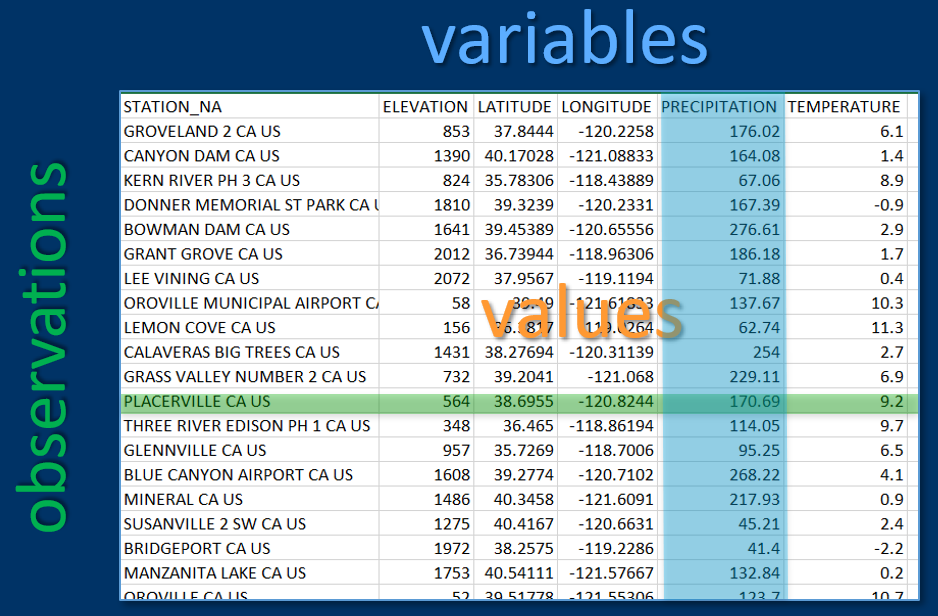 variables
observations
values
STATION_NA ELEVATION LATITUDE LONGITUDE PRECIPITATION TEMPERATURE
GROVELAND 2 CA US 853 37.8444 -120.2258 176.02 6.1
CANYON DAM CA US 1390 40.17028 -121.08833 164.08 1.4
KERN RIVER PH 3 CA US 824 35.78306 -118.43889 67.06 8.9
DONNER MEMORIAL ST PARK CA 1810 39.3239 -120.2331 167.39 -0.9
BOWMAN DAM CA US 1641 39.45389 -120.65556 276.61 2.9
GRANT GROVE CA US 2012 36.73944 -118.96306 186.18 1.7
LEE VINING CA US 2072 37.9567 -119.1194 71.88 0.4
OROVILLE MUNICIPAL AIRPORT 58 137.67 10.3
LEMON COVE CA US 156 62.74 11.3
CALAVERAS BIG TREES CA US 1431 38.27694 -120.31139 254 2.7
GRASS VALLEY NUMBER 2 CA US 732 39.2041 -121.068 229.11 6.9
PLACERVILLE CA US 564 38.6955 -120.8244 170.69 9.2
THREE RIVER EDISON PH 1 CA US 348 36.465 -118.86194 114.05 9.7
GLENNVILLE CA US 957 35.7269 -118.7006 95.25 6.5
BLUE CANYON AIRPORT CA US 1608 39.2774 -120.7102 268.22 4.1
MINERAL CA US 1486 40.3458 -121.6091 217.93 0.9
SUSANVILLE 2 SW CA US 1275 40.4167 -120.6631 45.21 2.4
BRIDGEPORT CA US 1972 38.2575 -119.2286 41.4 -2.2
MANZANITA LAKE CA US 1753 40.54111 -121.57667 132.84 0.2
OROVILLE CA US 52 39.51778 -121.55306 123.7 10.7